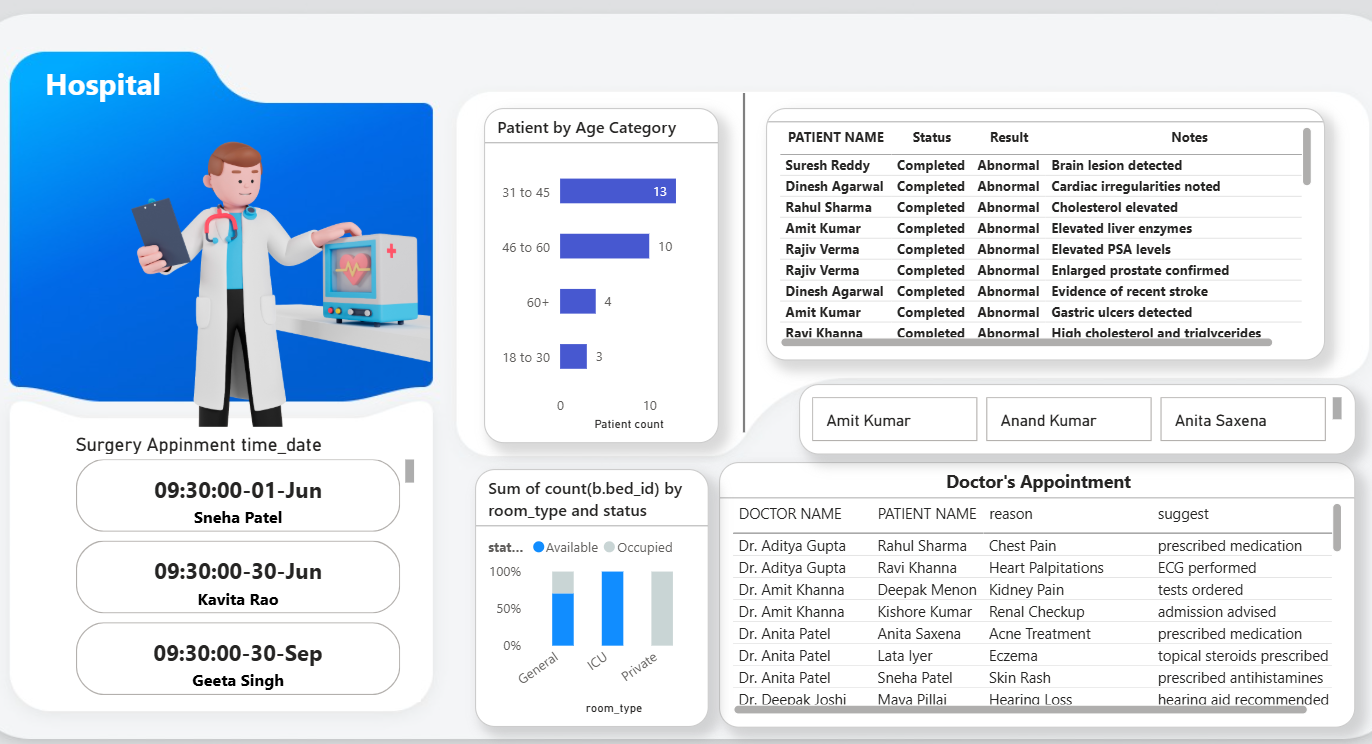 Hospital
Surgery Appinment time_date
09:30:00-01-Jun
Sneha Patel
09:30:00-30-Jun
Kavita Rao
09:30:00-30-Sep
Geeta Singh
Patient by Age Category
31 to 45 13
46 to 60 10
60+ 4
18 to 30 3
0 10
Patient count
PATIENT NAME Status Result Notes
Suresh Reddy Completed Abnormal Brain lesion detected
Dinesh Agarwal Completed Abnormal Cardiac irregularities noted
Rahul Sharma Completed Abnormal Cholesterol elevated
Amit Kumar Completed Abnormal Elevated liver enzymes
Rajiv Verma Completed Abnormal Elevated PSA levels
Rajiv Verma Completed Abnormal Enlarged prostate confirmed
Dinesh Agarwal Completed Abnormal Evidence of recent stroke
Amit Kumar Completed Abnormal Gastric ulcers detected
Ravi Khanna Completed Abnormal High cholesterol and triglycerides
Amit Kumar Anand Kumar Anita Saxena
Sum of count(b.bed_id) by
room_type and status
stat... Available Occupied
100%
50%
0%
General ICU Private
room_type
Doctor's Appointment
DOCTOR NAME PATIENT NAME reason suggest
Dr. Aditya Gupta Rahul Sharma Chest Pain prescribed medication
Dr. Aditya Gupta Ravi Khanna Heart Palpitations ECG performed
Dr. Amit Khanna Deepak Menon Kidney Pain tests ordered
Dr. Amit Khanna Kishore Kumar Renal Checkup admission advised
Dr. Anita Patel Anita Saxena Acne Treatment prescribed medication
Dr. Anita Patel Lata Iyer Eczema topical steroids prescribed
Dr. Anita Patel Sneha Patel Skin Rash prescribed antihistamines
Dr. Deepak Joshi Maya Pillai Hearing Loss hearing aid recommended